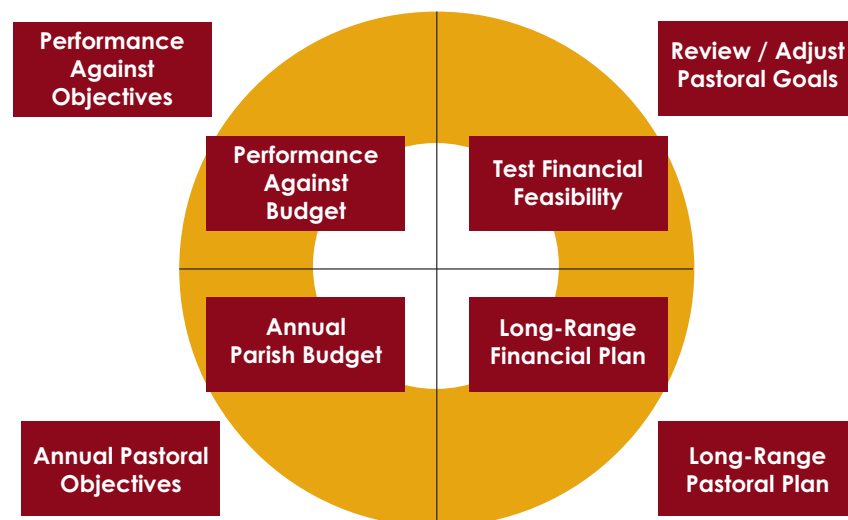 Performance
Against
Objectives
Review / Adjust
Pastoral Goals
Performance
Against
Budget
Test Financial
Feasibility
Annual
Parish Budget
Long-Range
Financial Plan
Annual Pastoral
Objectives
Long-Range
Pastoral Plan